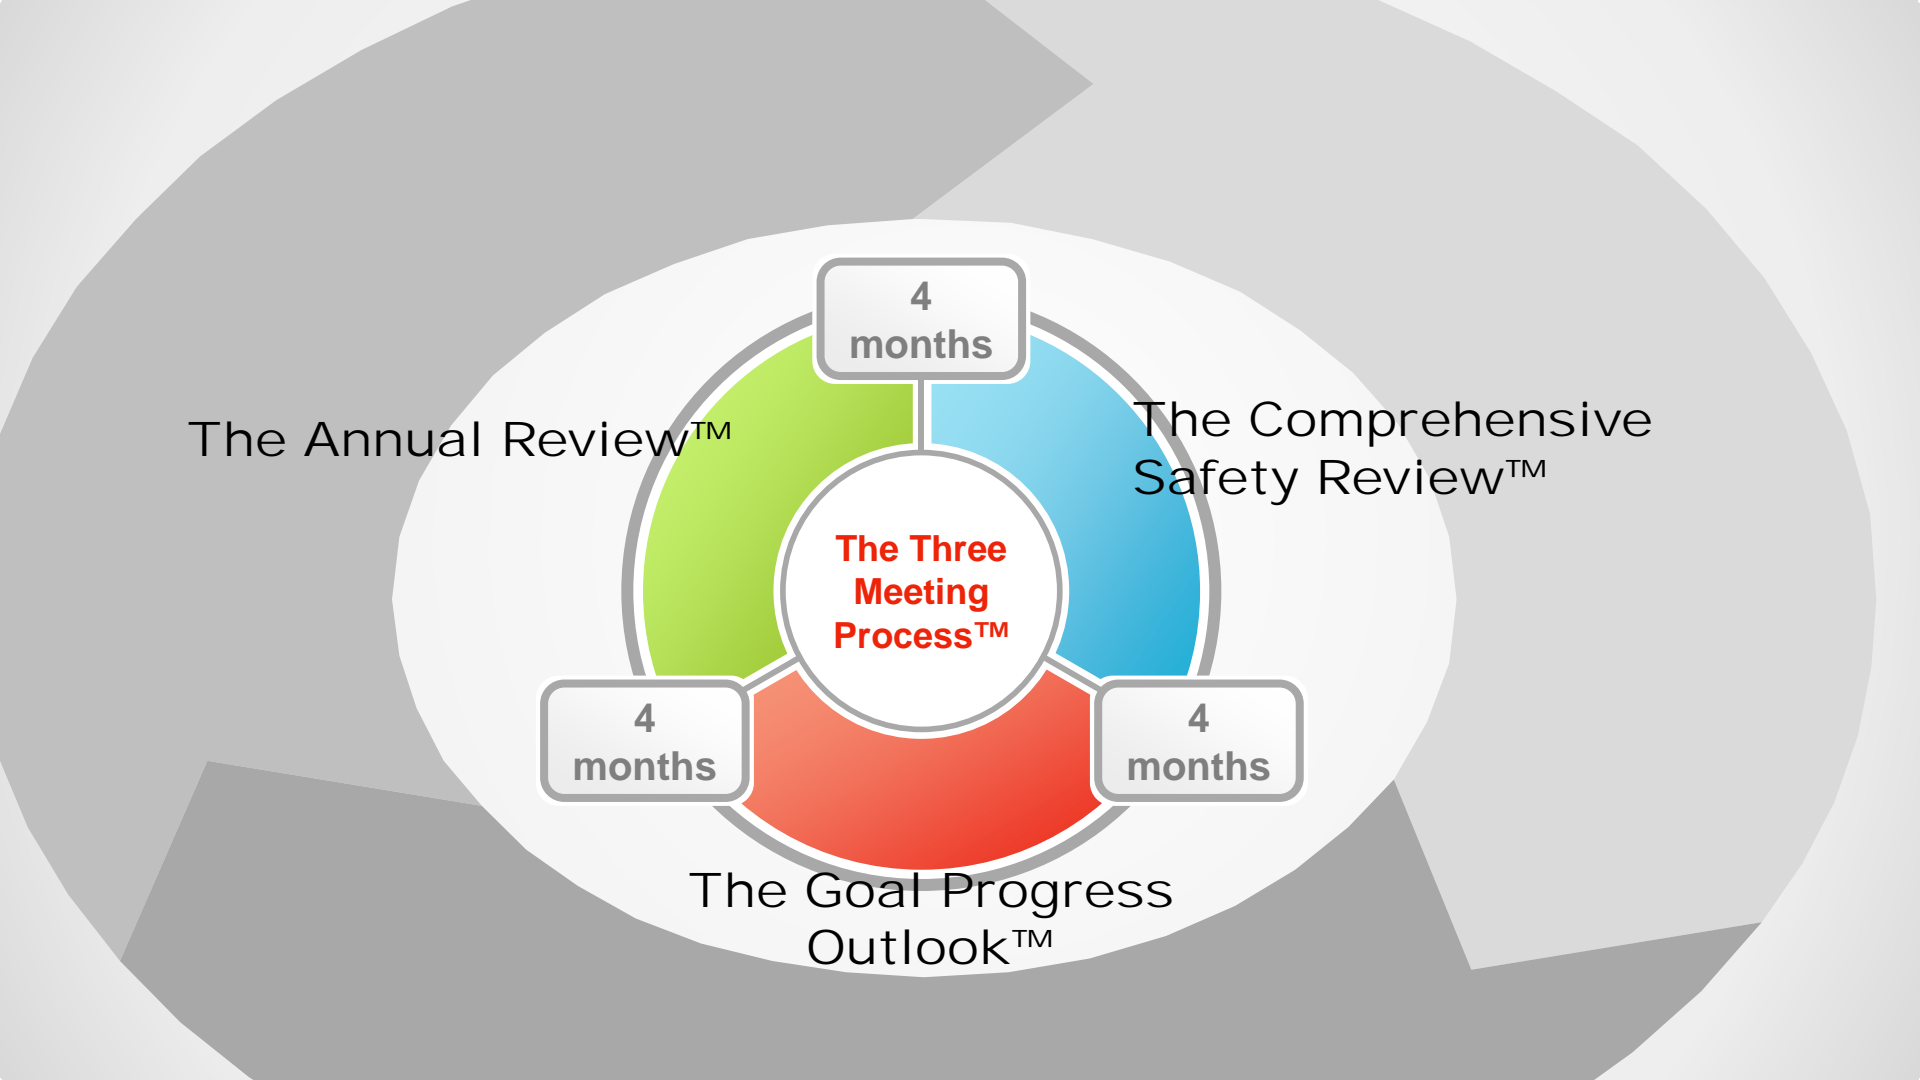 4
months
The Annual Review™
The Comprehensive
Safety Review™
The Three
Meeting
Process™
4
months
4
months
The Goal Progress
Outlook™